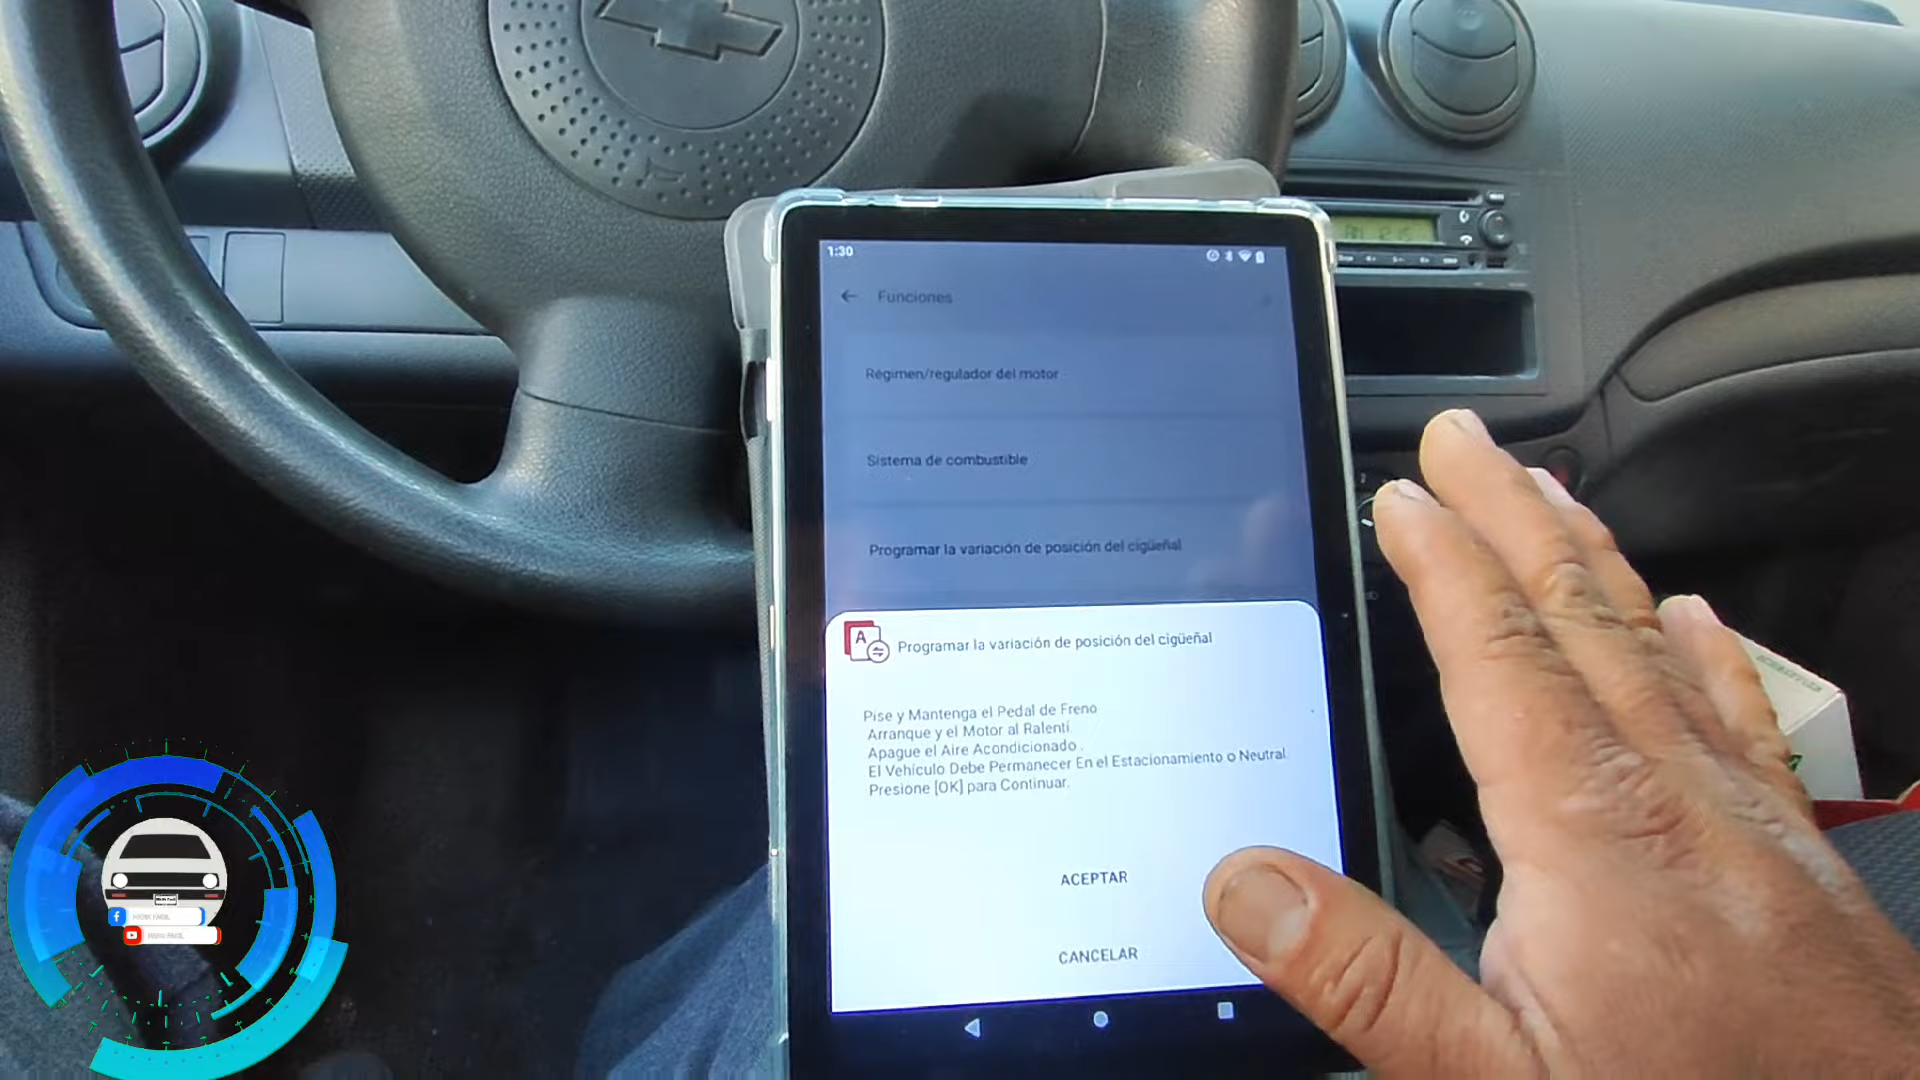 1:30
Funciones
Régimen/regulador del motor
Sistema de combustible
Programar la variación de posición del cigüeñal
Programar la variación de posición del cigüeñal
Pise y Mantenga el Pedal de Freno
Arranque y el Motor al Ralentí
Apague el Aire Acondicionado .
El Vehículo Debe Permanecer En el Estacionamiento o Neutral.
Presione [OK] para Continuar.
ACEPTAR
CANCELAR